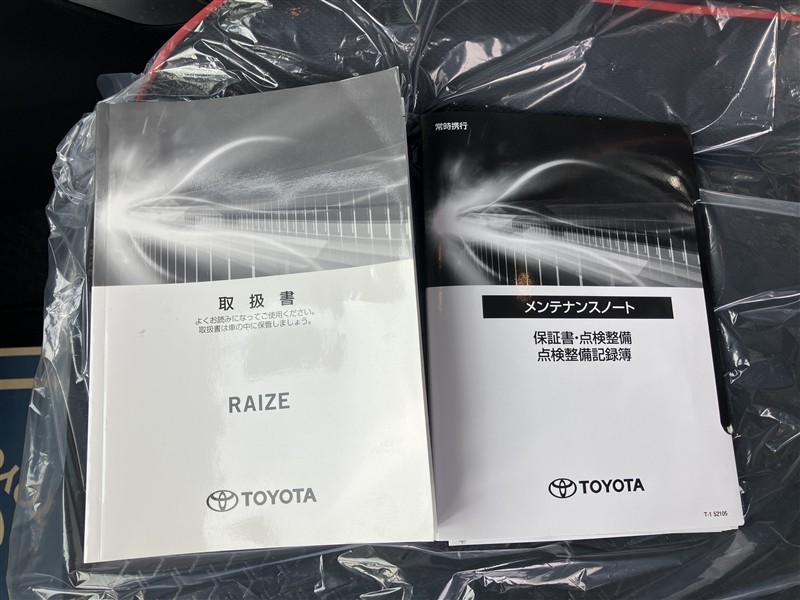 取扱書
よくお読みになってご使用ください。
取扱書は車の中に保管しましょう。
RAIZE
TOYOTA
常時携行
メンテナンスノート
保証書・点検整備
点検整備記録簿
TOYOTA
T-1 52106